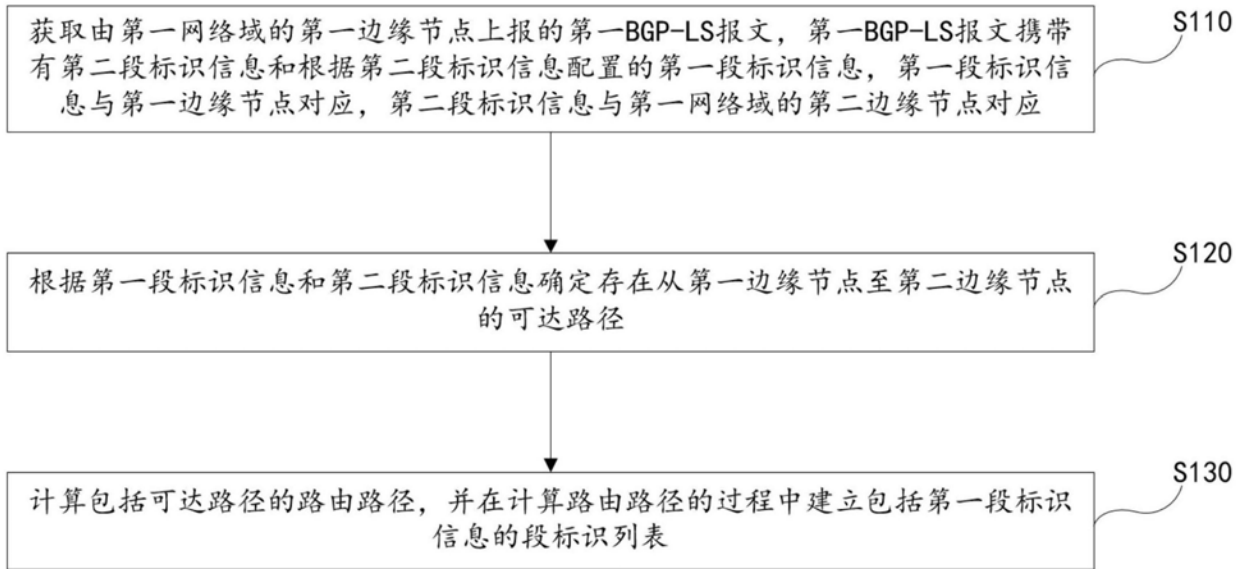 获取由第一网络域的第一边缘节点上报的第一BGP-LS报文，第一BGP-LS报文携带
有第二段标识信息和根据第二段标识信息配置的第一段标识信息，第一段标识信
息与第一边缘节点对应，第二段标识信息与第一网络域的第二边缘节点对应
S110
根据第一段标识信息和第二段标识信息确定存在从第一边缘节点至第二边缘节点
的可达路径
S120
计算包括可达路径的路由路径，并在计算路由路径的过程中建立包括第一段标识
信息的段标识列表
S130